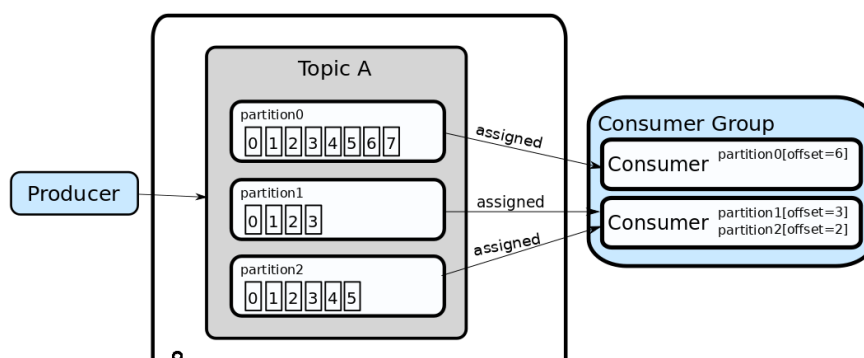 Topic A
partition0
0 1 2 3 4 5 6 7
assigned
Consumer Group
Consumer partition0[offset=6]
Producer
partition1
0 1 2 3
assigned
Consumer partition1[offset=3]
partition2[offset=2]
assigned
partition2
0 1 2 3 4 5